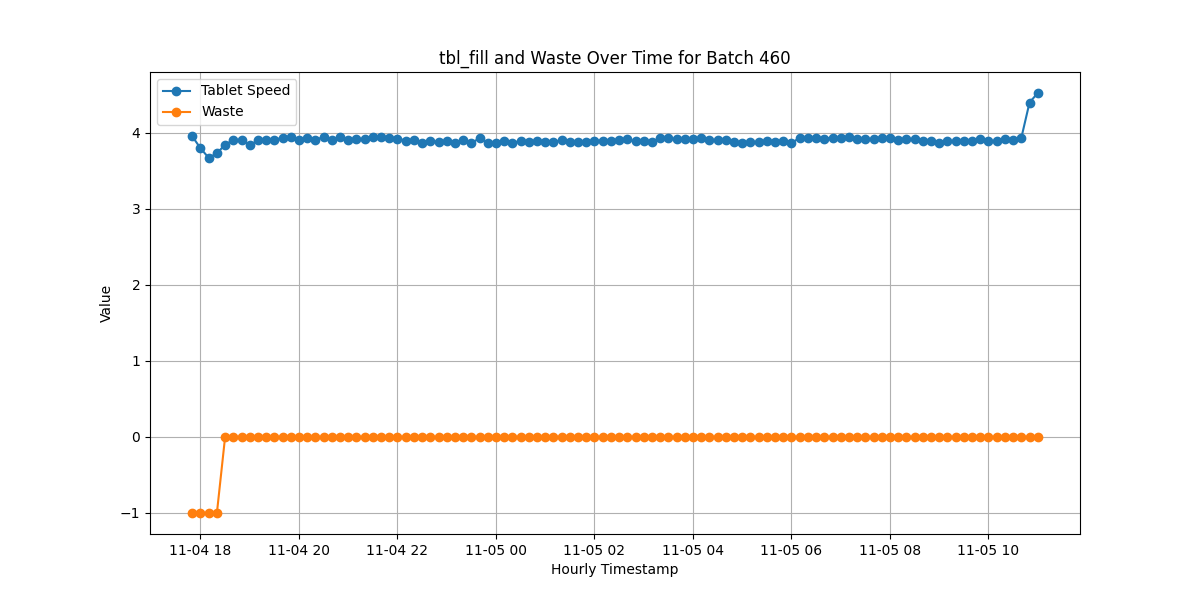 tbl_fill and Waste Over Time for Batch 460
Tablet Speed
Waste
4
3
2
1
0
−1
Value
11-04 18 11-04 20 11-04 22 11-05 00 11-05 02 11-05 04 11-05 06 11-05 08 11-05 10
Hourly Timestamp